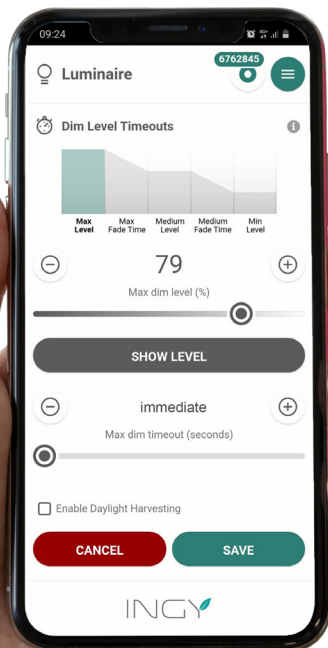 09:24
6762845
Luminaire
Dim Level Timeouts
Max Level
Max Fade Time
Medium Level
Medium Fade Time
Min Level
79
Max dim level (%)
SHOW LEVEL
immediate
Max dim timeout (seconds)
Enable Daylight Harvesting
CANCEL
SAVE
INGY